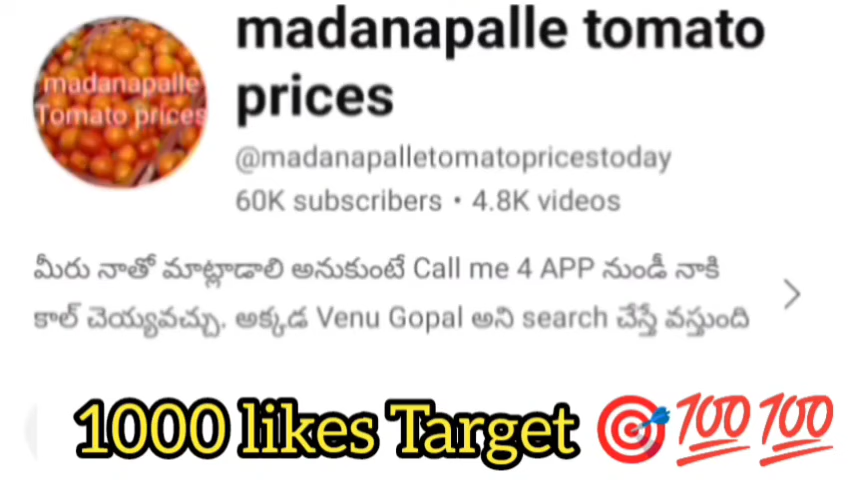 madanapalle tomato
prices
madanapalle
Tomato prices
@madanapalletomatopricestoday
60K subscribers • 4.8K videos
మీరు నాతో మాట్లాడాలి అనుకుంటే Call me 4 APP నుండీ నాకి
కాల్ చెయ్యవచ్చు. అక్కడ Venu Gopal అని search చేస్తే వస్తుంది
1000 likes Target 🎯💯💯